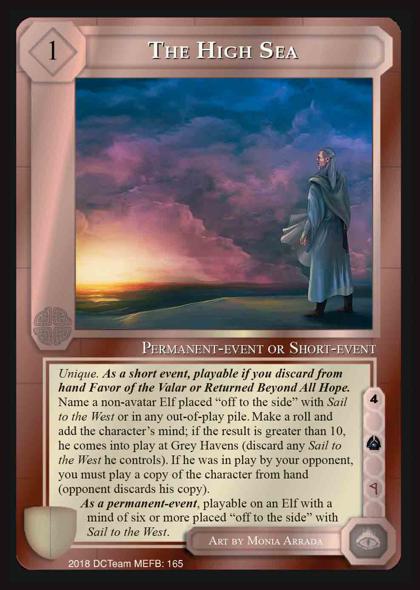 1
THE HIGH SEA
PERMANENT-EVENT OR SHORT-EVENT
Unique. As a short event, playable if you discard from
hand Favor of the Valar or Returned Beyond All Hope.
Name a non-avatar Elf placed “off to the side” with Sail
to the West or in any out-of-play pile. Make a roll and
add the character’s mind; if the result is greater than 10,
he comes into play at Grey Havens (discard any Sail to
the West he controls). If he was in play by your opponent,
you must play a copy of the character from hand
(opponent discards his copy).
As a permanent-event, playable on an Elf with a
mind of six or more placed “off to the side” with
Sail to the West.
4
ART BY MONIA ARRADA
2018 DCTeam MEFB: 165